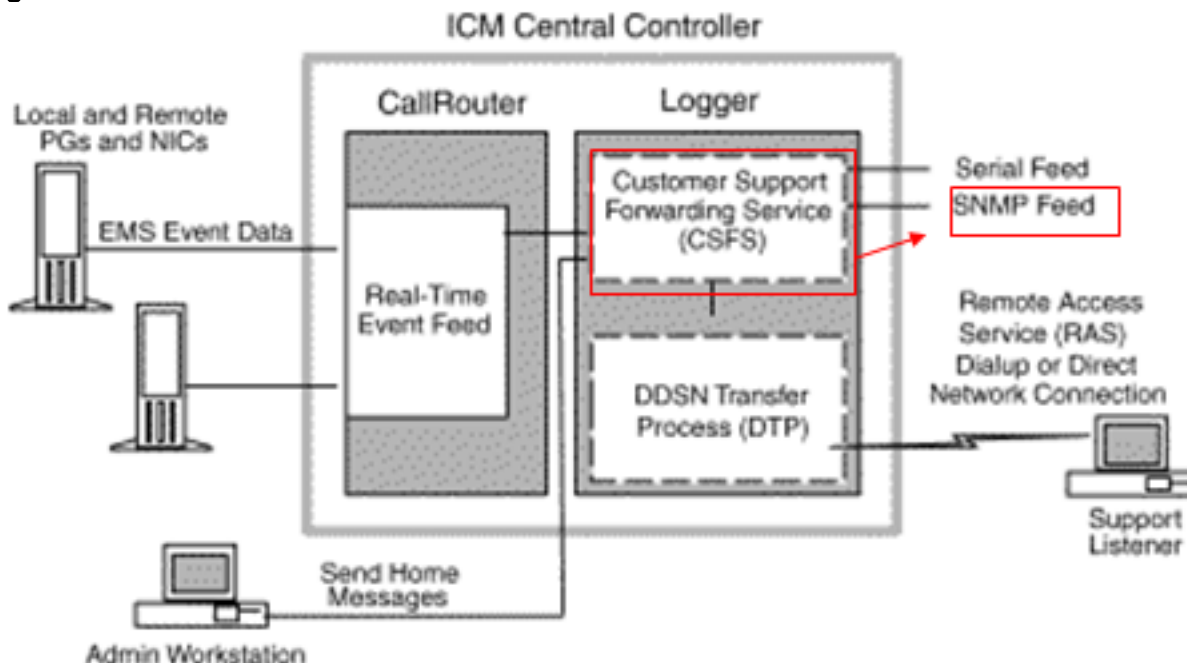 ICM Central Controller
CallRouter
Logger
Local and Remote
PGs and NICs
EMS Event Data
Real-Time
Event Feed
Customer Support
Forwarding Service
(CSFS)
Serial Feed
SNMP Feed
DDSN Transfer
Process (DTP)
Remote Access
Service (RAS)
Dialup or Direct
Network Connection
Support
Listener
Send Home
Messages
Admin Workstation